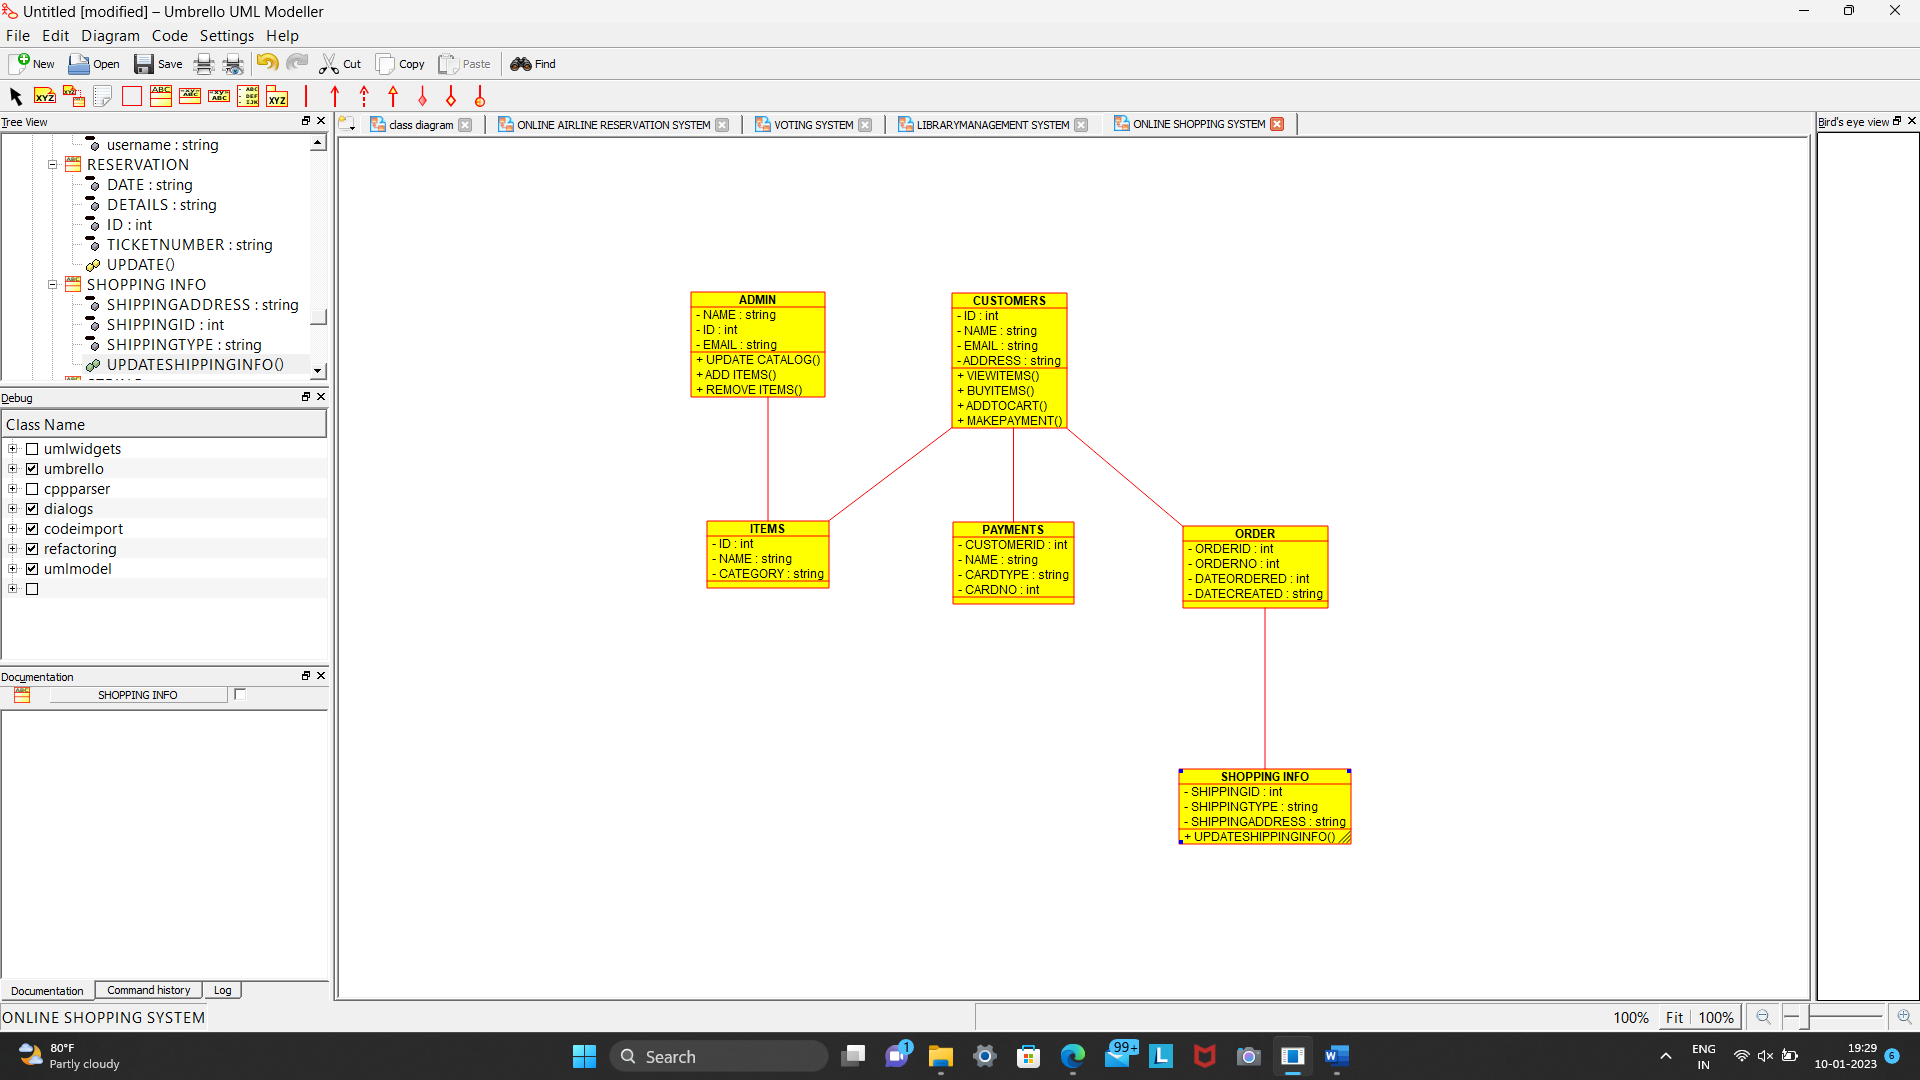 Untitled [modified] – Umbrello UML Modeller
File Edit Diagram Code Settings Help
New Open Save Cut Copy Paste Find
Tree View
class diagram
ONLINE AIRLINE RESERVATION SYSTEM
VOTING SYSTEM
LIBRARYMANAGEMENT SYSTEM
ONLINE SHOPPING SYSTEM
Bird's eye view
username : string
RESERVATION
DATE : string
DETAILS : string
ID : int
TICKETNUMBER : string
UPDATE()
SHOPPING INFO
SHIPPINGADDRESS : string
SHIPPINGID : int
SHIPPINGTYPE : string
UPDATESHIPPINGINFO()
Debug
Class Name
umlwidgets
umbrello
cppparser
dialogs
codeimport
refactoring
umlmodel
Documentation
SHOPPING INFO
Documentation Command history Log
ADMIN
- NAME : string
- ID : int
- EMAIL : string
+ UPDATE CATALOG()
+ ADD ITEMS()
+ REMOVE ITEMS()
CUSTOMERS
- ID : int
- NAME : string
- EMAIL : string
- ADDRESS : string
+ VIEWITEMS()
+ BUYITEMS()
+ ADDTOCART()
+ MAKEPAYMENT()
ITEMS
- ID : int
- NAME : string
- CATEGORY : string
PAYMENTS
- CUSTOMERID : int
- NAME : string
- CARDTYPE : string
- CARDNO : int
ORDER
- ORDERID : int
- ORDERNO : int
- DATEORDERED : int
- DATECREATED : string
SHOPPING INFO
- SHIPPINGID : int
- SHIPPINGTYPE : string
- SHIPPINGADDRESS : string
+ UPDATESHIPPINGINFO()
ONLINE SHOPPING SYSTEM
100% Fit 100%
80°F
Partly cloudy
Search
1
99+
ENG
IN
19:29
10-01-2023
6